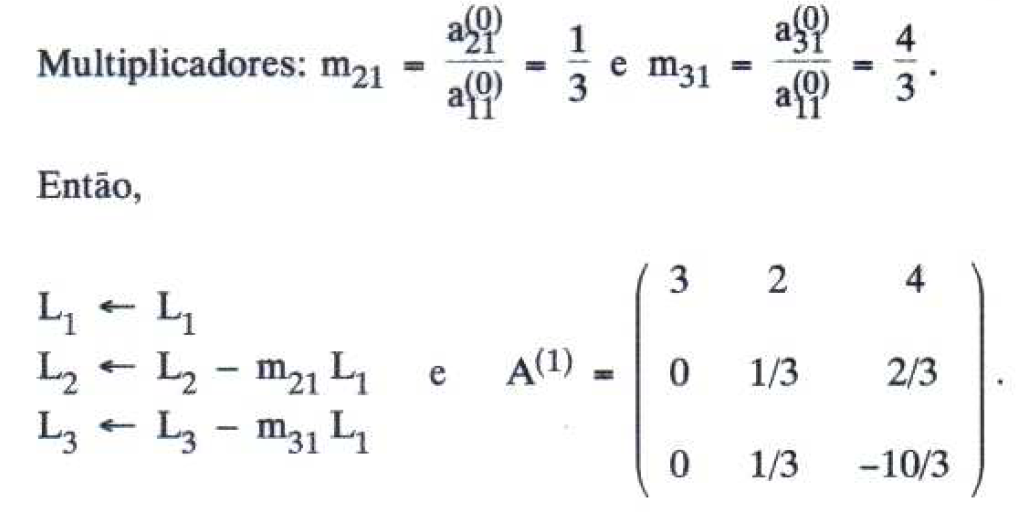 Multiplicadores: m₂₁ = a₂₁⁽⁰⁾ / a₁₁⁽⁰⁾ = 1/3 e m₃₁ = a₃₁⁽⁰⁾ / a₁₁⁽⁰⁾ = 4/3 .
Então,
L₁ ← L₁
L₂ ← L₂ − m₂₁ L₁
L₃ ← L₃ − m₃₁ L₁
e A⁽¹⁾ =
3 2 4
0 1/3 2/3
0 1/3 −10/3
.